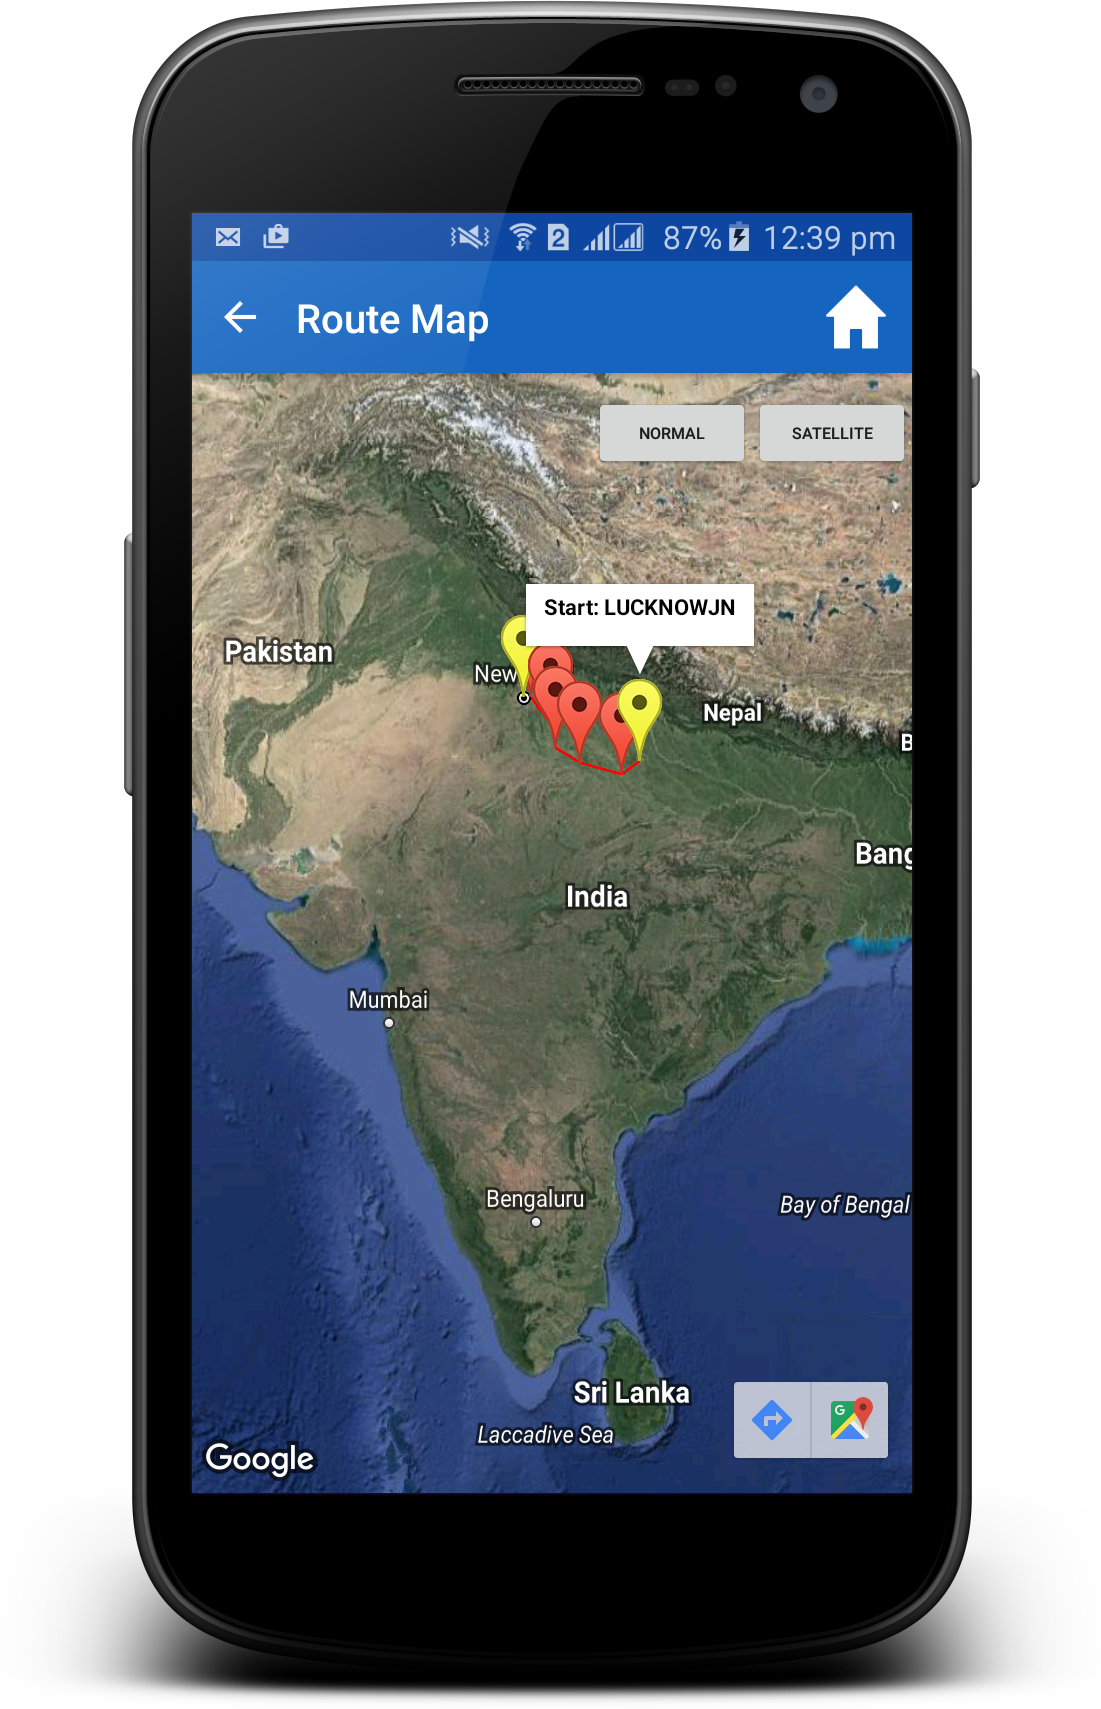 2
87%
12:39 pm
Route Map
NORMAL
SATELLITE
Start: LUCKNOWJN
Pakistan
New
Nepal
B
Bang
India
Mumbai
Bengaluru
Bay of Bengal
Sri Lanka
Laccadive Sea
G
Google